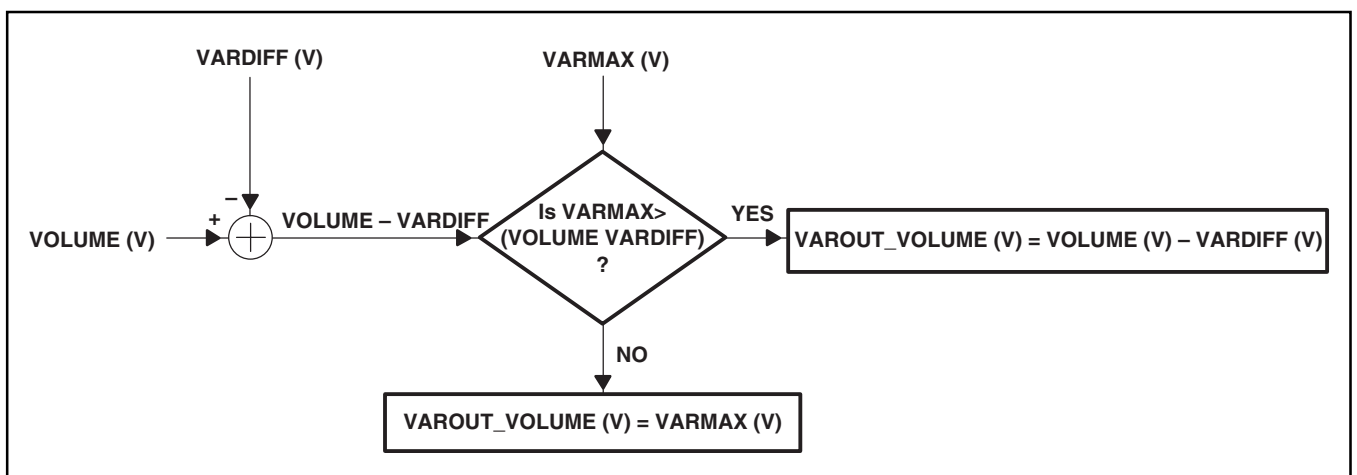 VARDIFF (V)
VARMAX (V)
–
+
VOLUME (V)
VOLUME – VARDIFF
Is VARMAX>
(VOLUME VARDIFF)
?
YES
VAROUT_VOLUME (V) = VOLUME (V) – VARDIFF (V)
NO
VAROUT_VOLUME (V) = VARMAX (V)